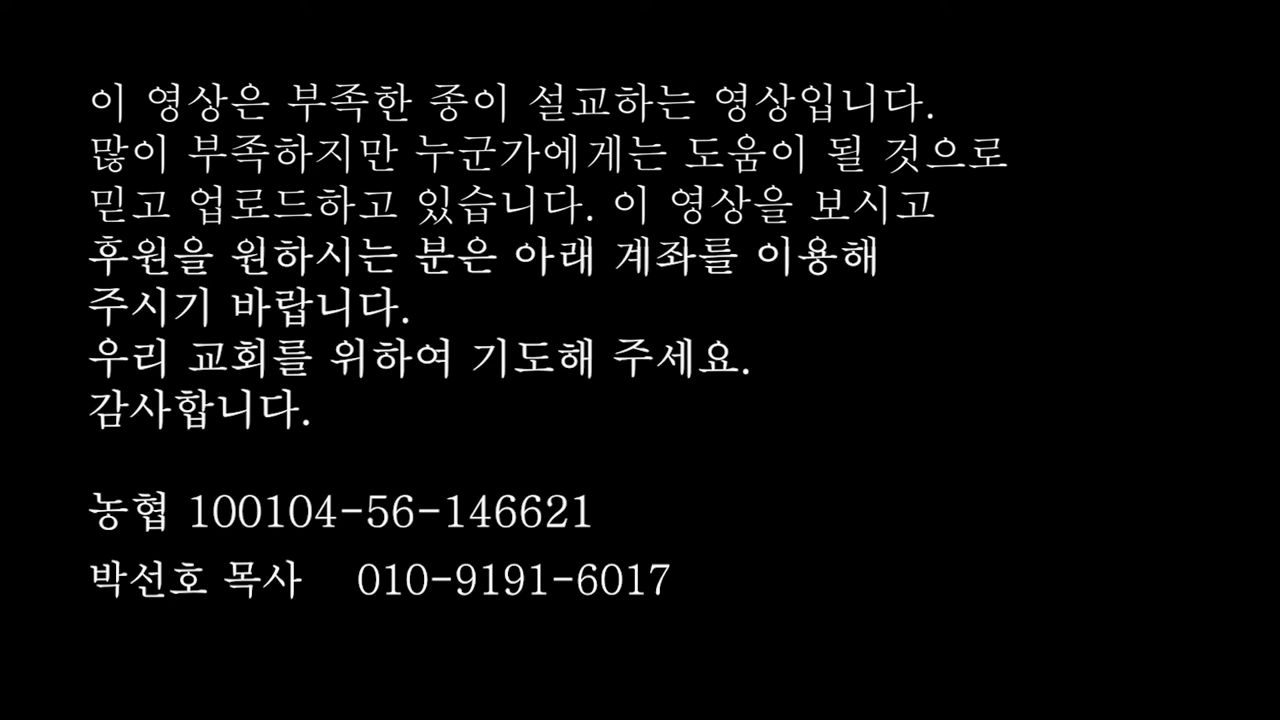 이 영상은 부족한 종이 설교하는 영상입니다.
많이 부족하지만 누군가에게는 도움이 될 것으로
믿고 업로드하고 있습니다. 이 영상을 보시고
후원을 원하시는 분은 아래 계좌를 이용해
주시기 바랍니다.
우리 교회를 위하여 기도해 주세요.
감사합니다.
농협 100104-56-146621
박선호 목사 010-9191-6017